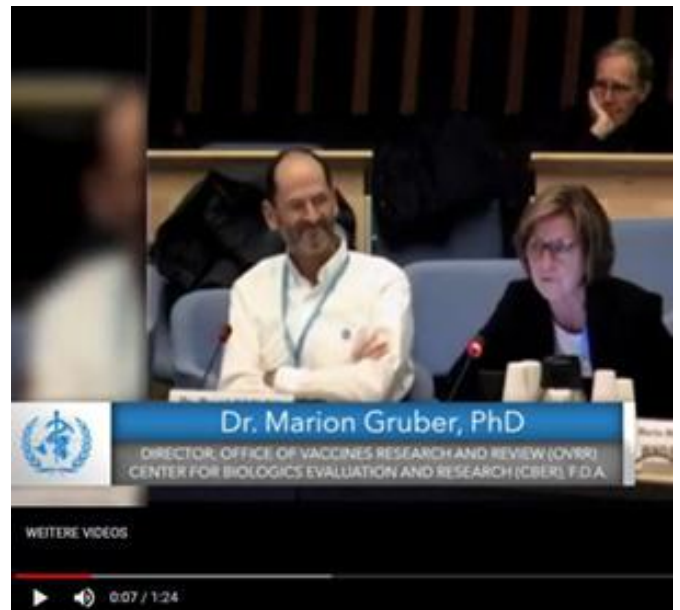 Dr. Marion Gruber, PhD
DIRECTOR, OFFICE OF VACCINES RESEARCH AND REVIEW (OVRR)
CENTER FOR BIOLOGICS EVALUATION AND RESEARCH (CBER), F.D.A.
WEITERE VIDEOS
0:07 / 1:24